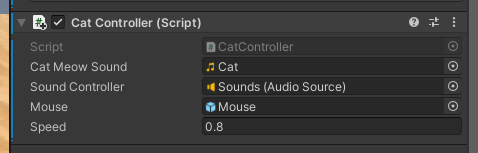 Cat Controller (Script)
Script CatController
Cat Meow Sound Cat
Sound Controller Sounds (Audio Source)
Mouse Mouse
Speed 0.8